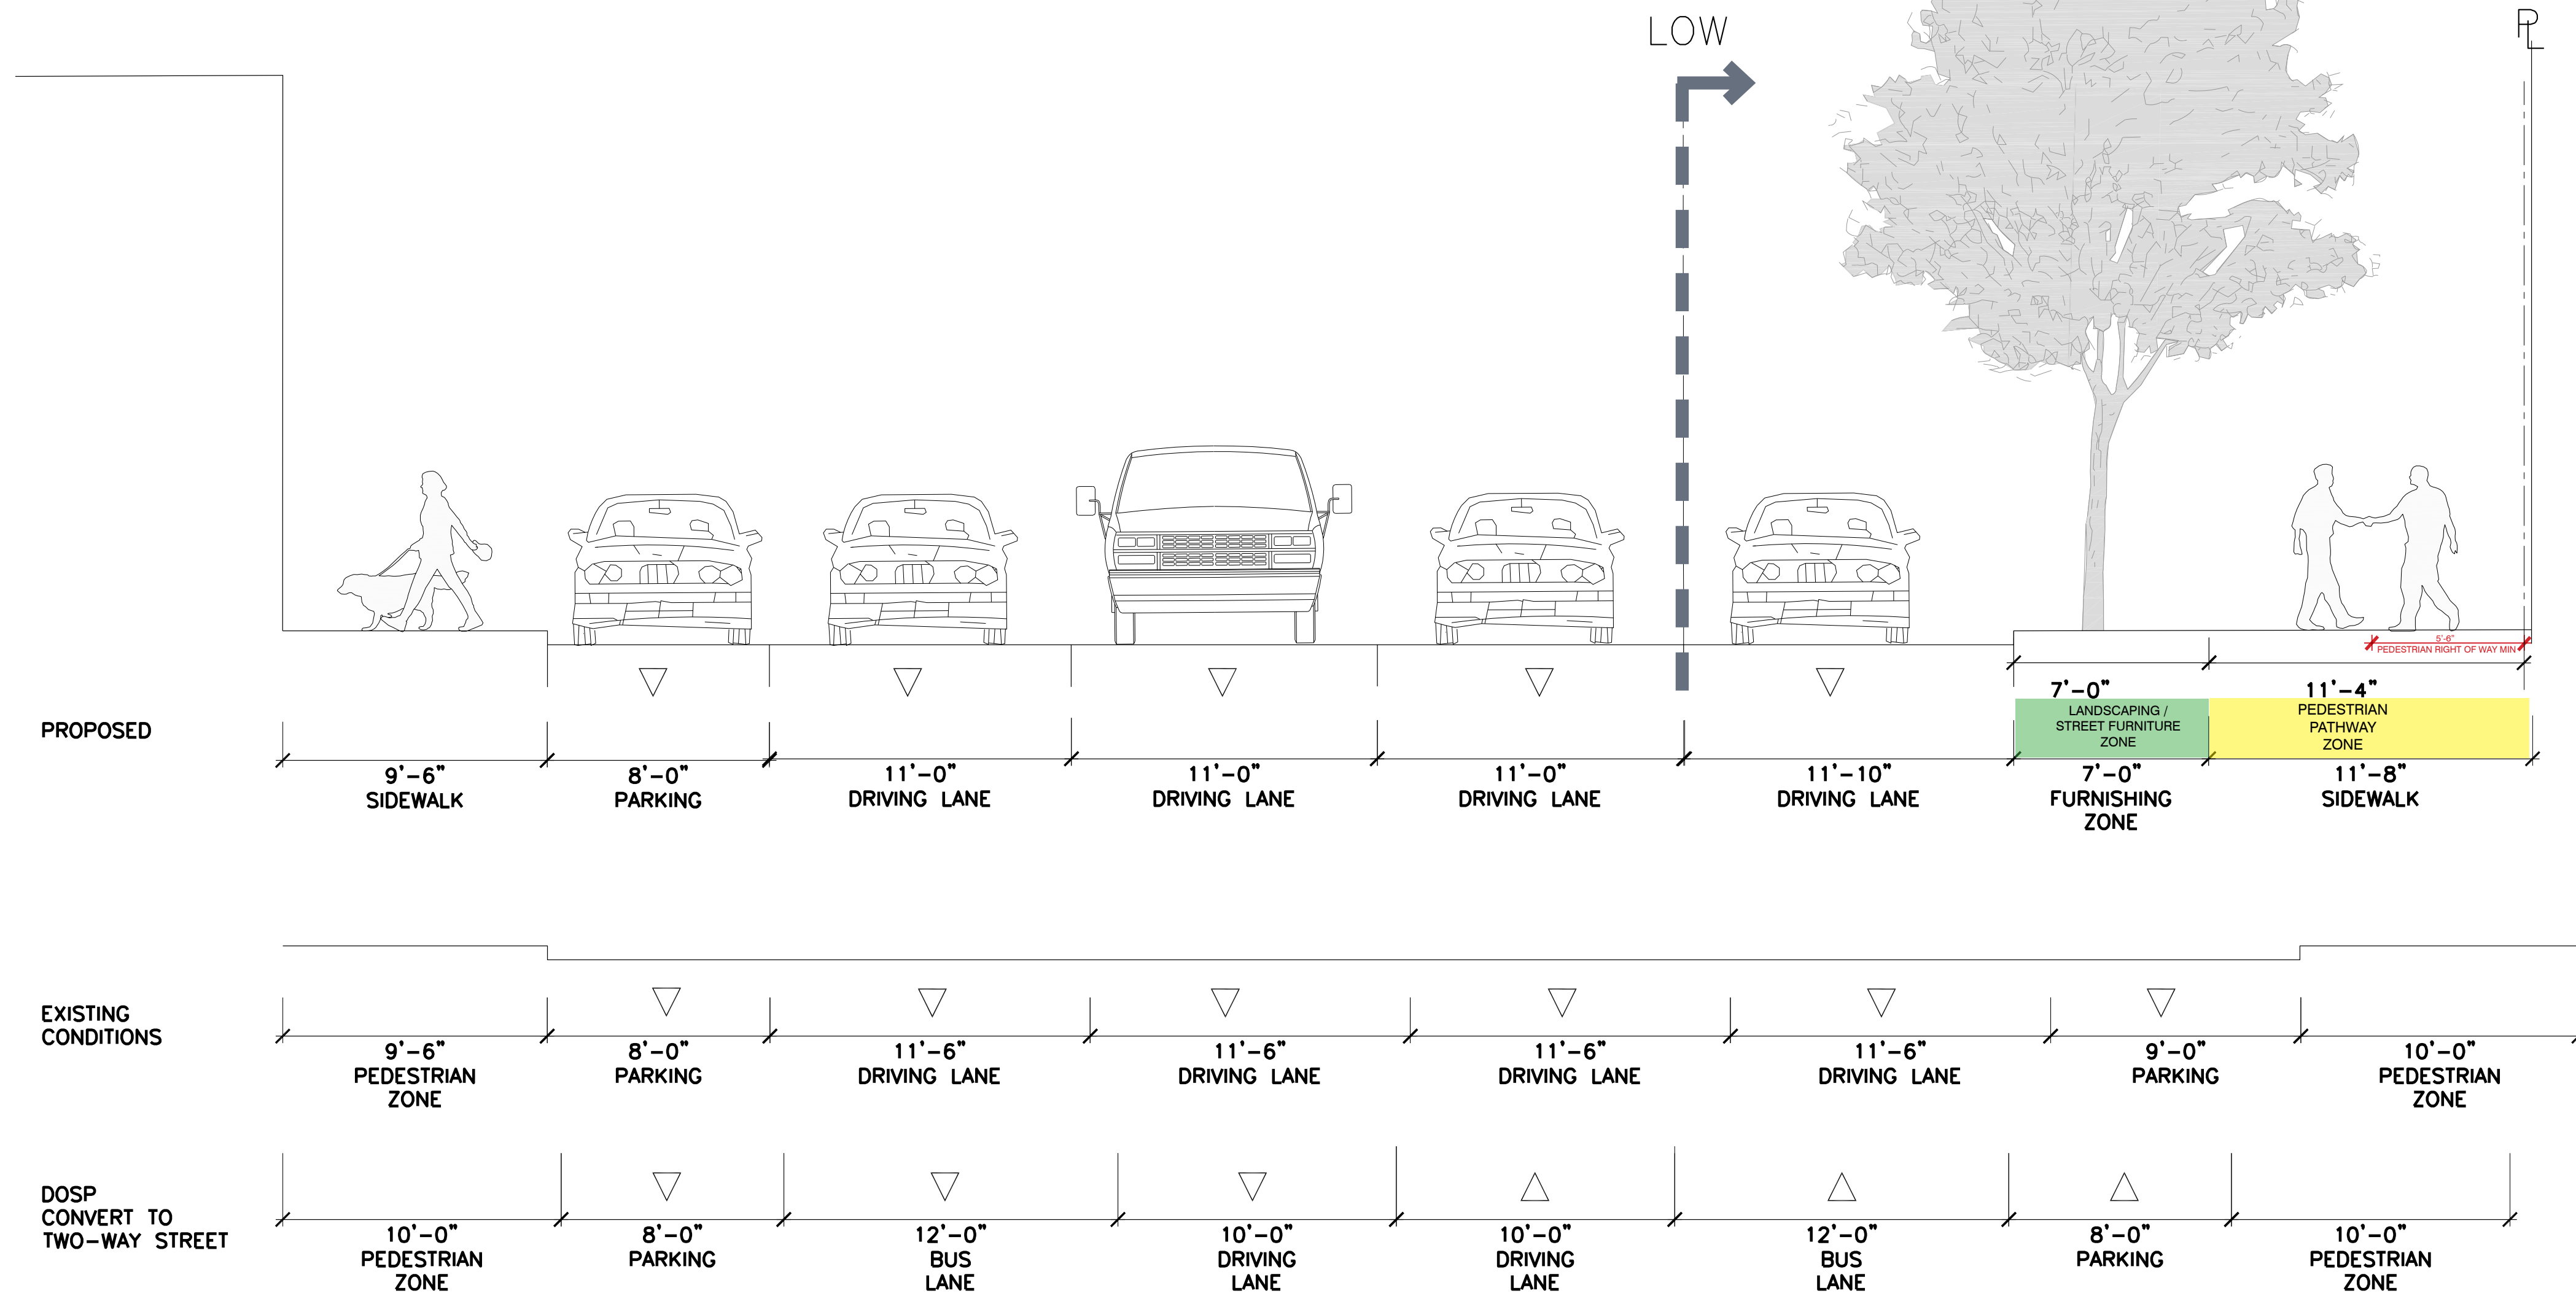 LOW
PL
5'-6"
PEDESTRIAN RIGHT OF WAY MIN
7'-0" 11'-4"
LANDSCAPING /
STREET FURNITURE
ZONE
PEDESTRIAN
PATHWAY
ZONE
PROPOSED
9'-6" 8'-0" 11'-0" 11'-0" 11'-0" 11'-10" 7'-0" 11'-8"
SIDEWALK PARKING DRIVING LANE DRIVING LANE DRIVING LANE DRIVING LANE FURNISHING SIDEWALK
ZONE
EXISTING
CONDITIONS
9'-6" 8'-0" 11'-6" 11'-6" 11'-6" 11'-6" 9'-0" 10'-0"
PEDESTRIAN PARKING DRIVING LANE DRIVING LANE DRIVING LANE DRIVING LANE PARKING PEDESTRIAN
ZONE ZONE
DOSP
CONVERT TO
TWO-WAY STREET
10'-0" 8'-0" 12'-0" 10'-0" 10'-0" 12'-0" 8'-0" 10'-0"
PEDESTRIAN PARKING BUS DRIVING DRIVING BUS PARKING PEDESTRIAN
ZONE LANE LANE LANE LANE ZONE